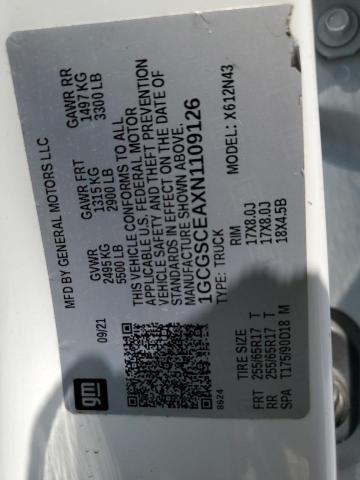 MFD BY GENERAL MOTORS LLC
09/21
GVWR
2495 KG
5500 LB
GAWR FRT
1315 KG
2900 LB
GAWR RR
1497 KG
3300 LB
THIS VEHICLE CONFORMS TO ALL
APPLICABLE U.S. FEDERAL MOTOR
VEHICLE SAFETY AND THEFT PREVENTION
STANDARDS IN EFFECT ON THE DATE OF
MANUFACTURE SHOWN ABOVE.
1GCGSCEAXN1109126
TYPE: TRUCK
MODEL: X612N43
gm
8624
TIRE SIZE RIM
FRT 255/65R17 T 17X8.0J
RR 255/65R17 T 17X8.0J
SPA T175/90D18 M 18X4.5B